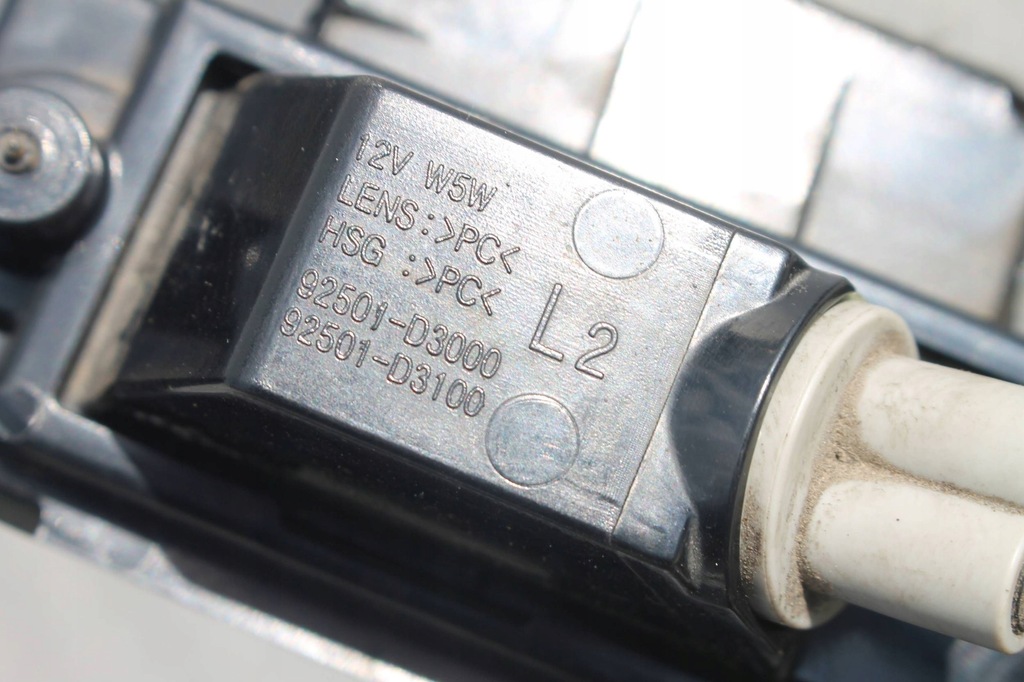 12V W5W
LENS:>PC<
HSG :>PC<
92501-D3000
92501-D3100
L2